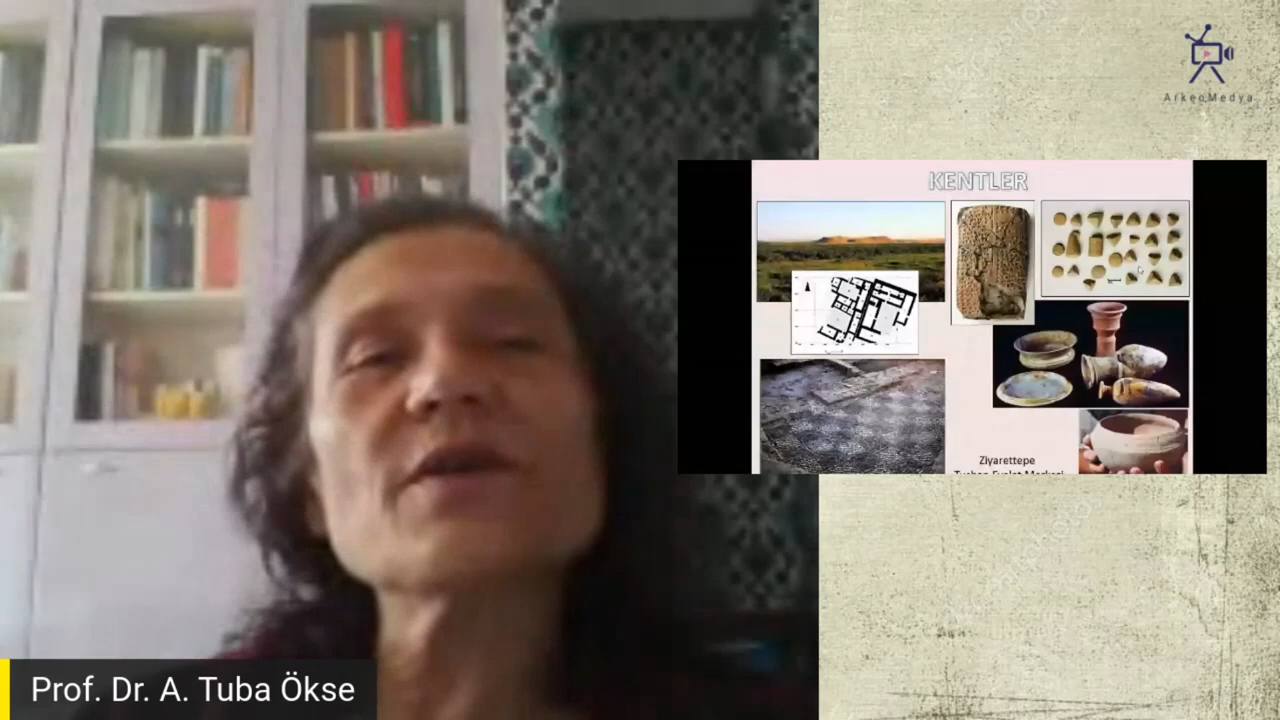 ArkeoMedya
KENTLER
Ziyarettepe
Prof. Dr. A. Tuba Ökse